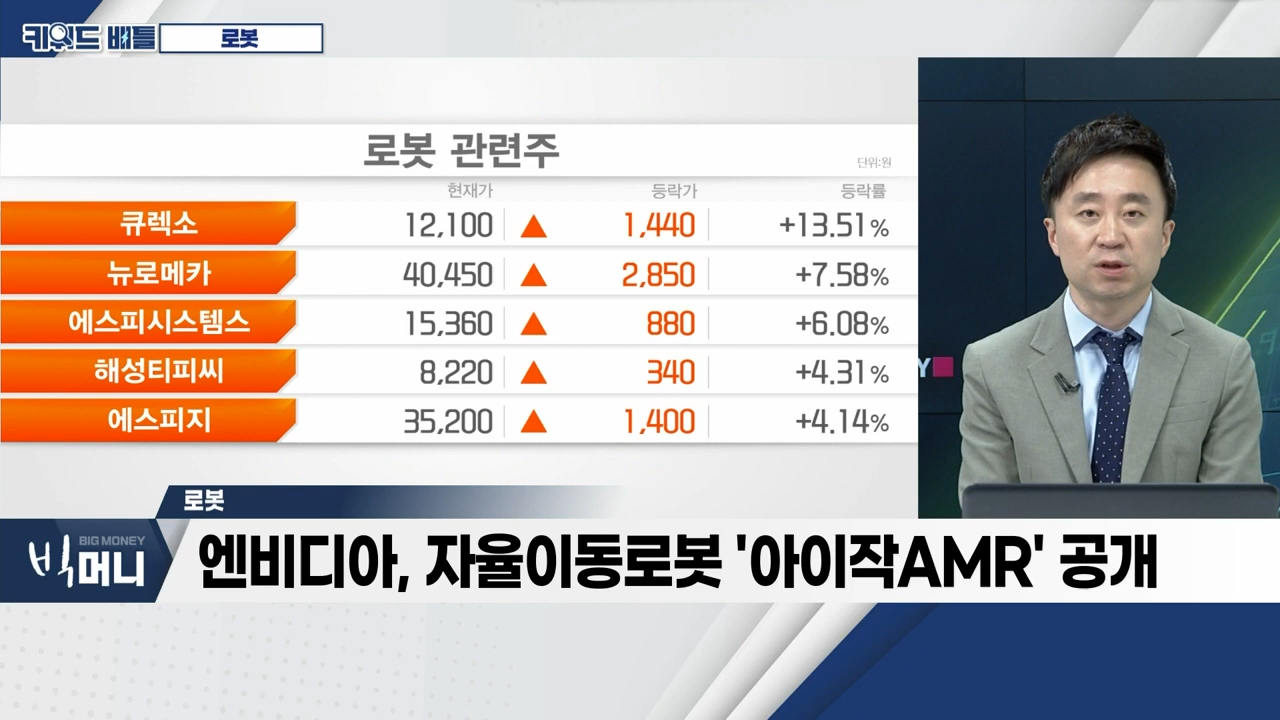 키워드 배틀
로봇
로봇 관련주
단위:원
현재가 등락가 등락률
큐렉소 12,100 ▲ 1,440 +13.51%
뉴로메카 40,450 ▲ 2,850 +7.58%
에스피시스템스 15,360 ▲ 880 +6.08%
해성티피씨 8,220 ▲ 340 +4.31%
에스피지 35,200 ▲ 1,400 +4.14%
Y
로봇
BIG MONEY
빅머니
엔비디아, 자율이동로봇 '아이작AMR' 공개